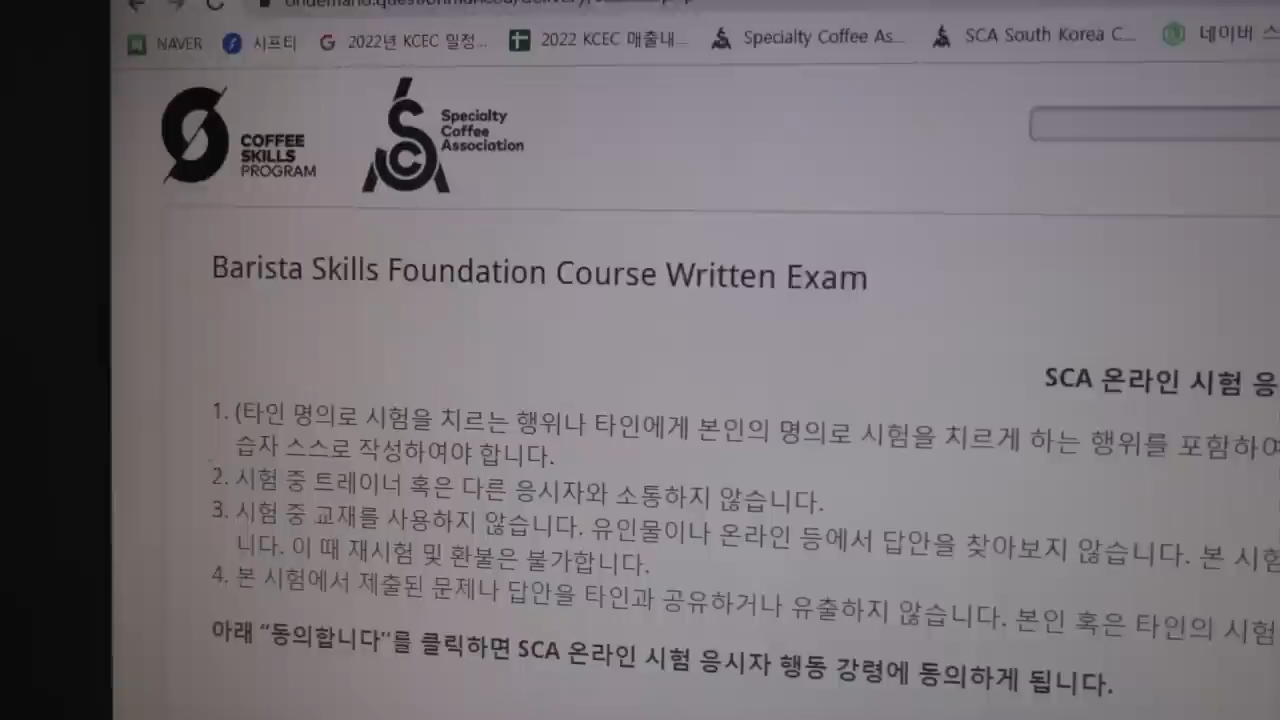 NAVER 시프티 2022년 KCEC 일정... 2022 KCEC 매출내... Specialty Coffee As... SCA South Korea C... 네이버 스
COFFEE
SKILLS
PROGRAM
Specialty
Coffee
Association
Barista Skills Foundation Course Written Exam
SCA 온라인 시험 응
1. (타인 명의로 시험을 치르는 행위나 타인에게 본인의 명의로 시험을 치르게 하는 행위를 포함하여
습자 스스로 작성하여야 합니다.
2. 시험 중 트레이너 혹은 다른 응시자와 소통하지 않습니다.
3. 시험 중 교재를 사용하지 않습니다. 유인물이나 온라인 등에서 답안을 찾아보지 않습니다. 본 시험
니다. 이 때 재시험 및 환불은 불가합니다.
4. 본 시험에서 제출된 문제나 답안을 타인과 공유하거나 유출하지 않습니다. 본인 혹은 타인의 시험
아래 "동의합니다"를 클릭하면 SCA 온라인 시험 응시자 행동 강령에 동의하게 됩니다.